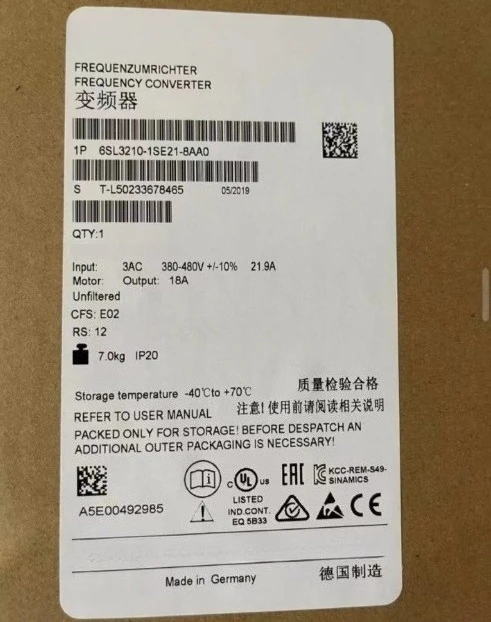 FREQUENZUMRICHTER
FREQUENCY CONVERTER
变频器
1P 6SL3210-1SE21-8AA0
S T-L50233678465 05/2019
QTY:1
Input: 3AC 380-480V +/-10% 21.9A
Motor: Output: 18A
Unfiltered
CFS: E02
RS: 12
7.0kg IP20
Storage temperature -40℃to +70℃ 质量检验合格
REFER TO USER MANUAL 注意!使用前请阅读相关说明
PACKED ONLY FOR STORAGE! BEFORE DESPATCH AN
ADDITIONAL OUTER PACKAGING IS NECESSARY!
A5E00492985
C UL US
LISTED
IND.CONT.
EQ 5B33
EAC
KCC-REM-S49-
SINAMICS
CE
Made in Germany 德国制造